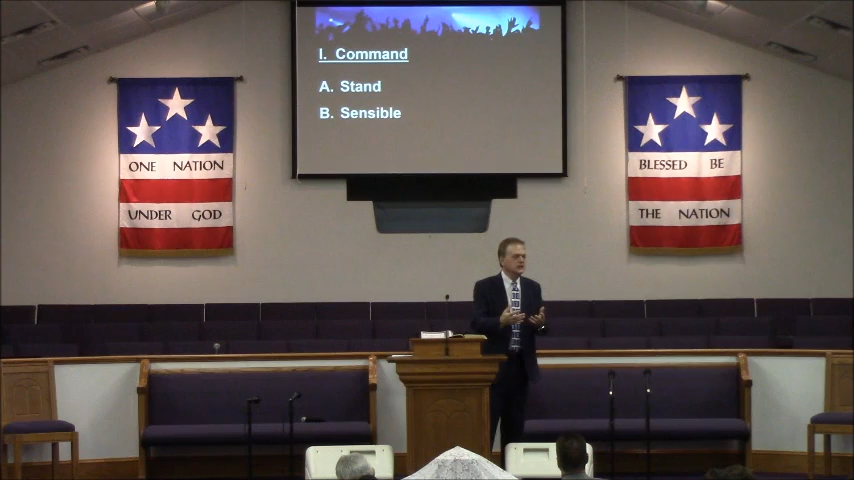 I. Command
A. Stand
B. Sensible
ONE NATION
UNDER GOD
BLESSED BE
THE NATION